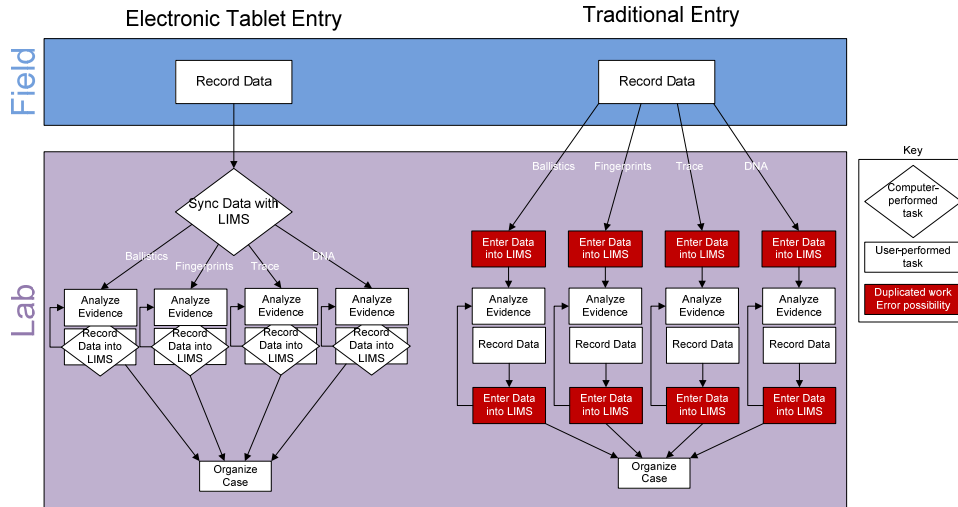 Electronic Tablet Entry
Traditional Entry
Field
Record Data
Record Data
Key
Computer-
performed
task
User-performed
task
Duplicated work
Error possibility
Lab
Sync Data with
LIMS
Ballistics
Fingerprints
Trace
DNA
Ballistics
Fingerprints
Trace
DNA
Analyze
Evidence
Record
Data into
LIMS
Analyze
Evidence
Record
Data into
LIMS
Analyze
Evidence
Record
Data into
LIMS
Analyze
Evidence
Record
Data into
LIMS
Organize
Case
Enter Data
into LIMS
Enter Data
into LIMS
Enter Data
into LIMS
Enter Data
into LIMS
Analyze
Evidence
Analyze
Evidence
Analyze
Evidence
Analyze
Evidence
Record Data
Record Data
Record Data
Record Data
Enter Data
into LIMS
Enter Data
into LIMS
Enter Data
into LIMS
Enter Data
into LIMS
Organize
Case